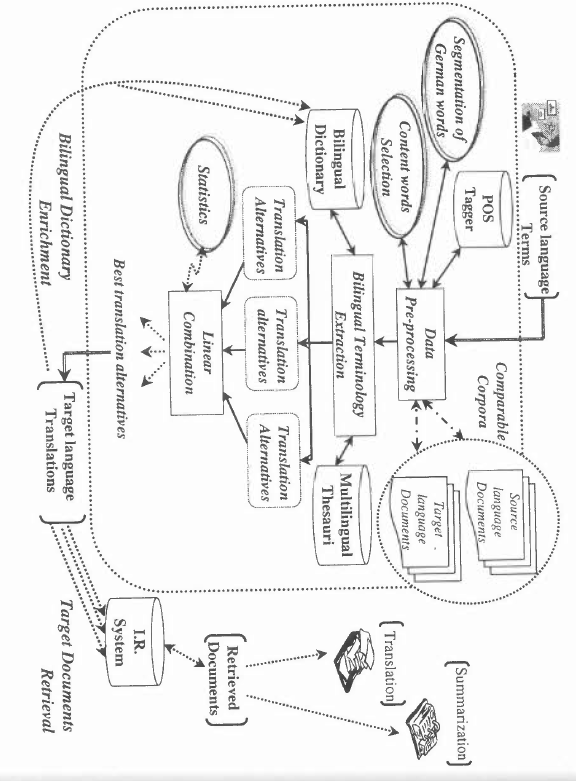 Source language
Terms
POS
Tagger
Segmentation of
German words
Content words
Selection
Data
Pre-processing
Comparable
Corpora
Source
language
Documents
Target
language
Documents
Bilingual
Dictionary
Bilingual Terminology
Extraction
Multilingual
Thesauri
Translation
Alternatives
Translation
alternatives
Translation
Alternatives
Statistics
Linear
Combination
Best translation alternatives
Bilingual Dictionary
Enrichment
Target language
Translations
Target Documents
Retrieval
I.R.
System
Retrieved
Documents
Translation
Summarization